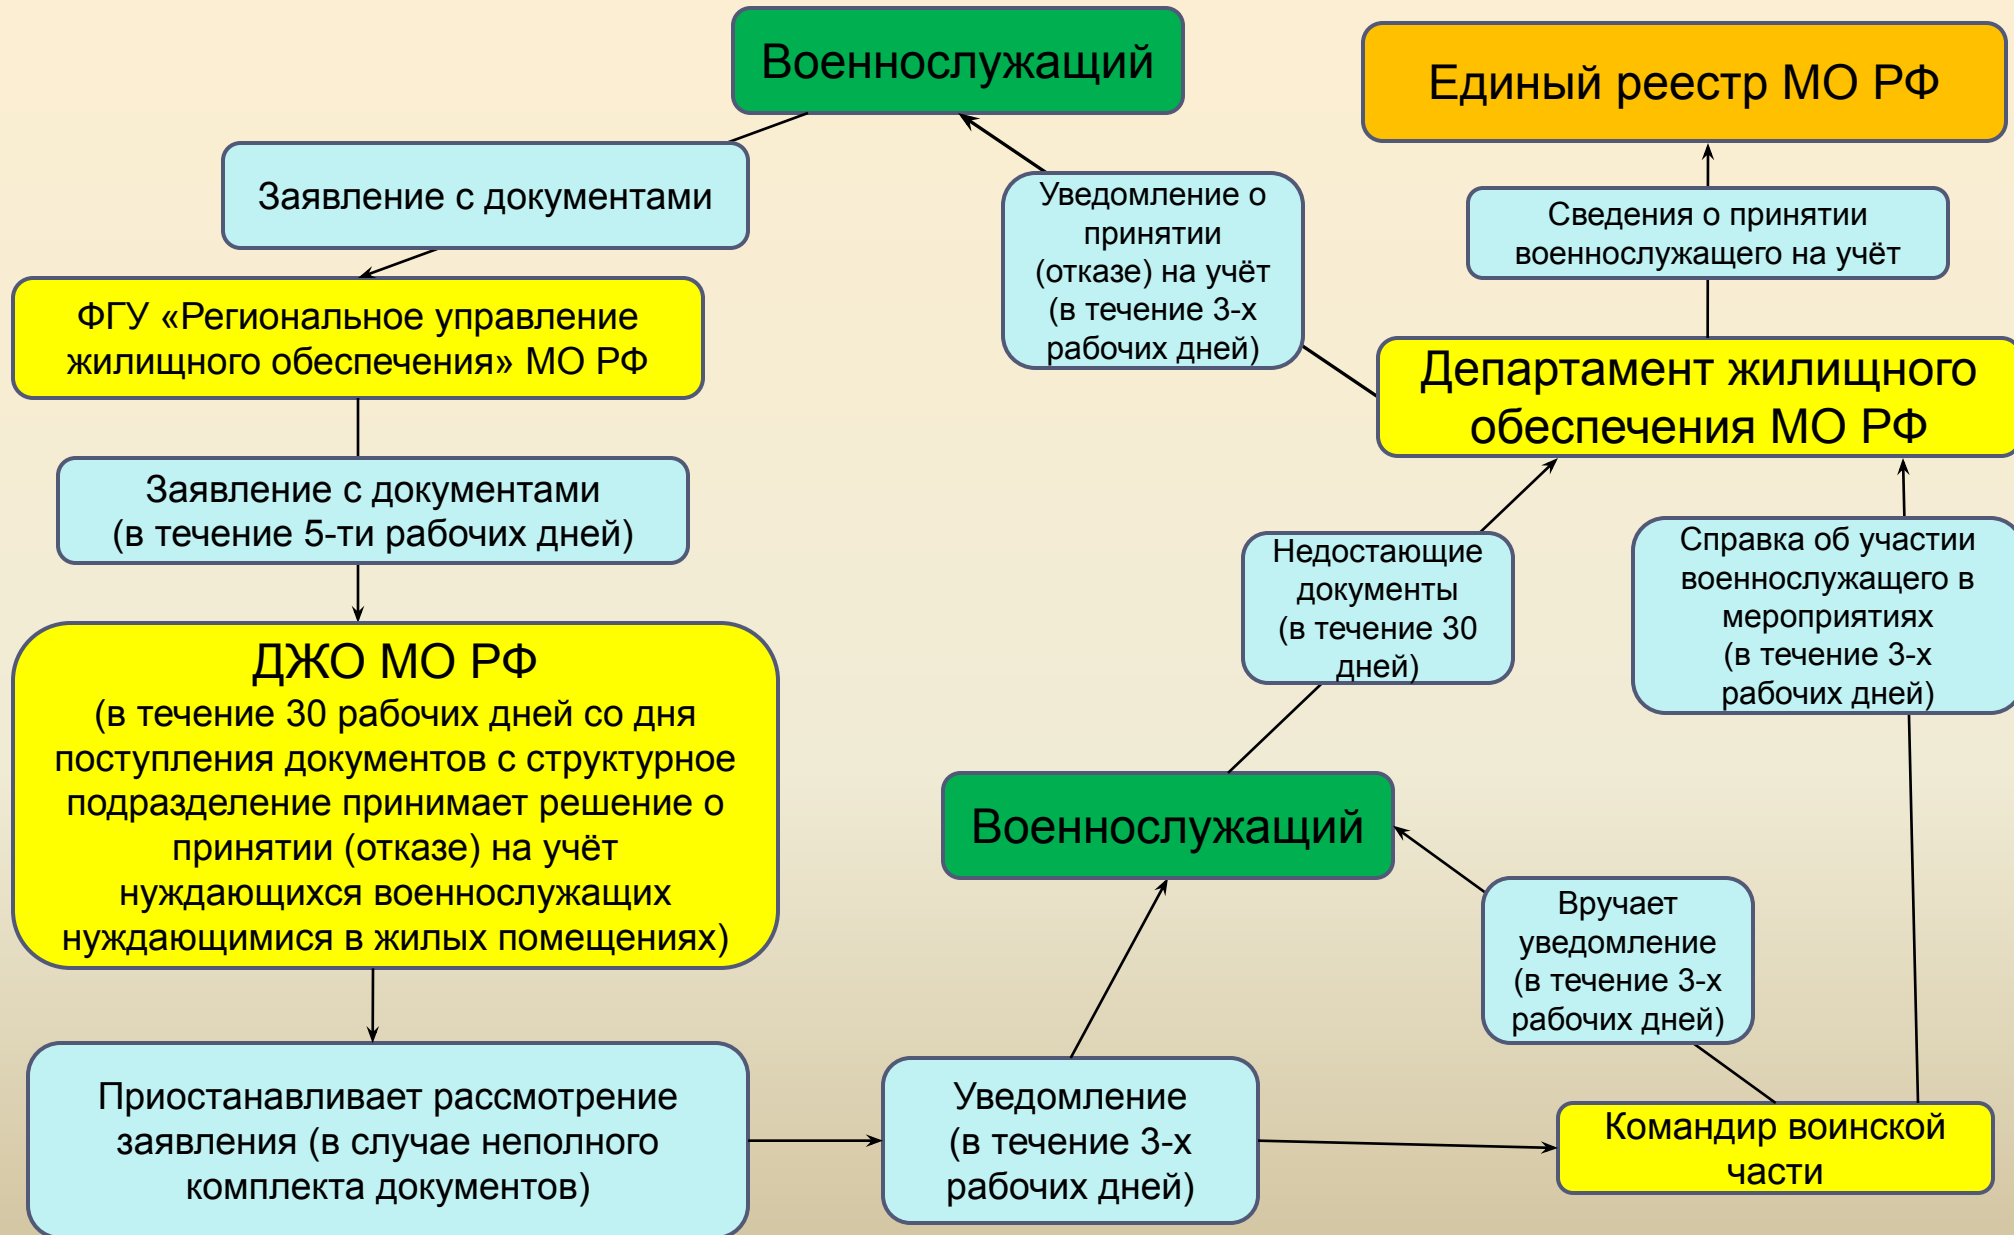 Военнослужащий
Единый реестр МО РФ
Заявление с документами
Уведомление о
принятии
(отказе) на учёт
(в течение 3-х
рабочих дней)
Сведения о принятии
военнослужащего на учёт
ФГУ «Региональное управление
жилищного обеспечения» МО РФ
Департамент жилищного
обеспечения МО РФ
Заявление с документами
(в течение 5-ти рабочих дней)
Недостающие
документы
(в течение 30
дней)
Справка об участии
военнослужащего в
мероприятиях
(в течение 3-х
рабочих дней)
ДЖО МО РФ
(в течение 30 рабочих дней со дня
поступления документов с структурное
подразделение принимает решение о
принятии (отказе) на учёт
нуждающихся военнослужащих
нуждающимися в жилых помещениях)
Военнослужащий
Вручает
уведомление
(в течение 3-х
рабочих дней)
Приостанавливает рассмотрение
заявления (в случае неполного
комплекта документов)
Уведомление
(в течение 3-х
рабочих дней)
Командир воинской
части